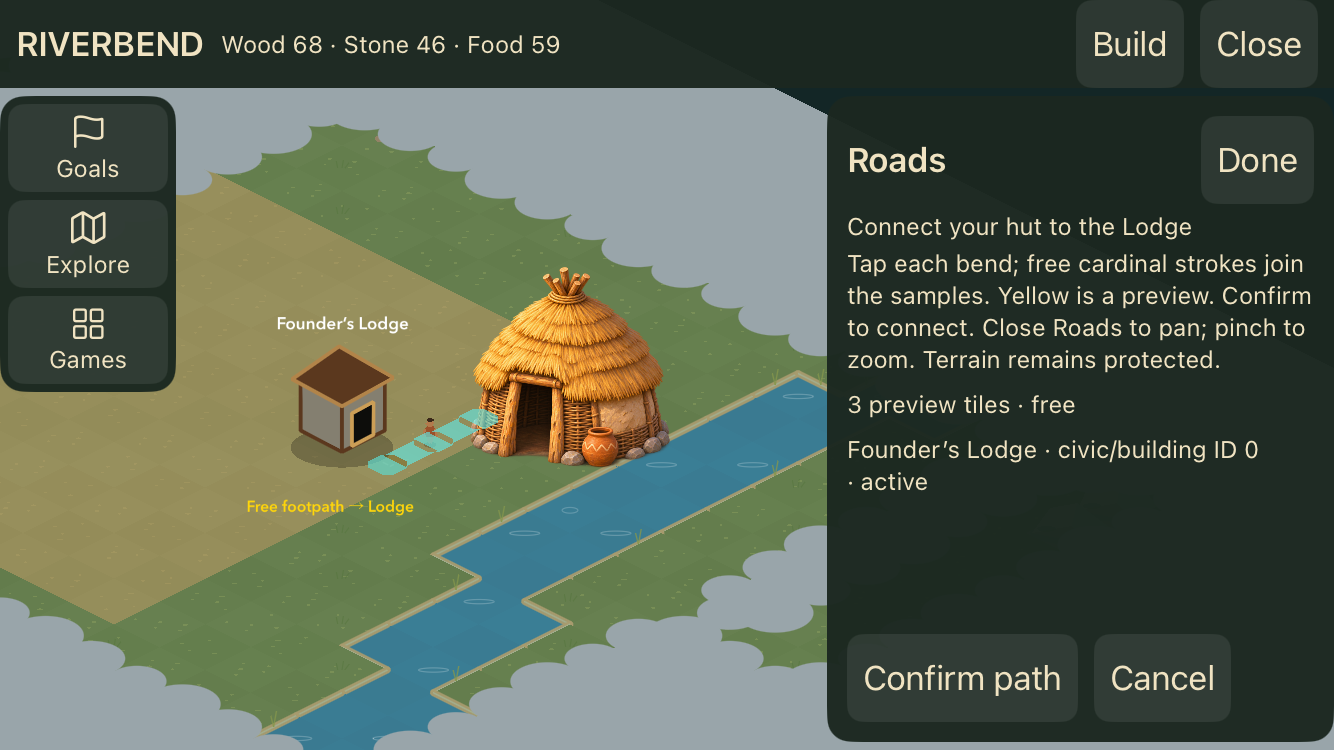 RIVERBEND Wood 68 · Stone 46 · Food 59
Build
Close
Goals
Explore
Games
Founder’s Lodge
Free footpath → Lodge
Roads
Done
Connect your hut to the Lodge
Tap each bend; free cardinal strokes join
the samples. Yellow is a preview. Confirm
to connect. Close Roads to pan; pinch to
zoom. Terrain remains protected.
3 preview tiles · free
Founder’s Lodge · civic/building ID 0
· active
Confirm path
Cancel